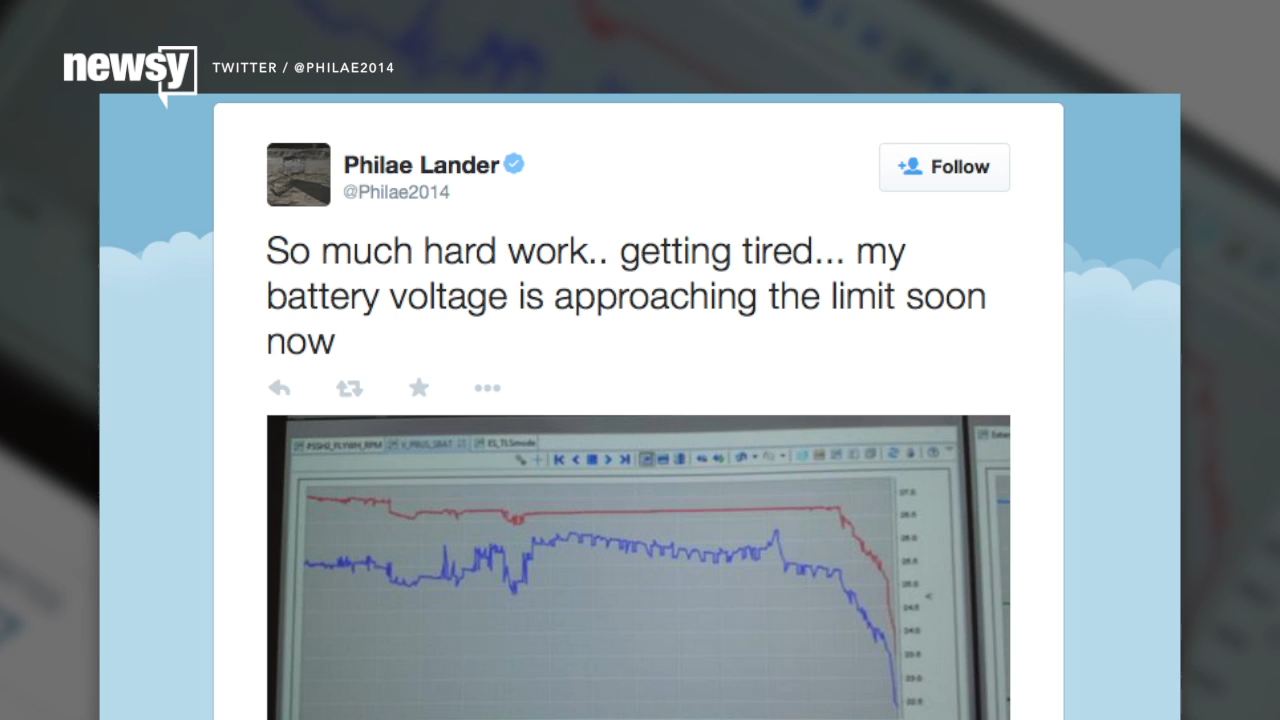 newsy
TWITTER / @PHILAE2014
Philae Lander
@Philae2014
Follow
So much hard work.. getting tired... my
battery voltage is approaching the limit soon
now